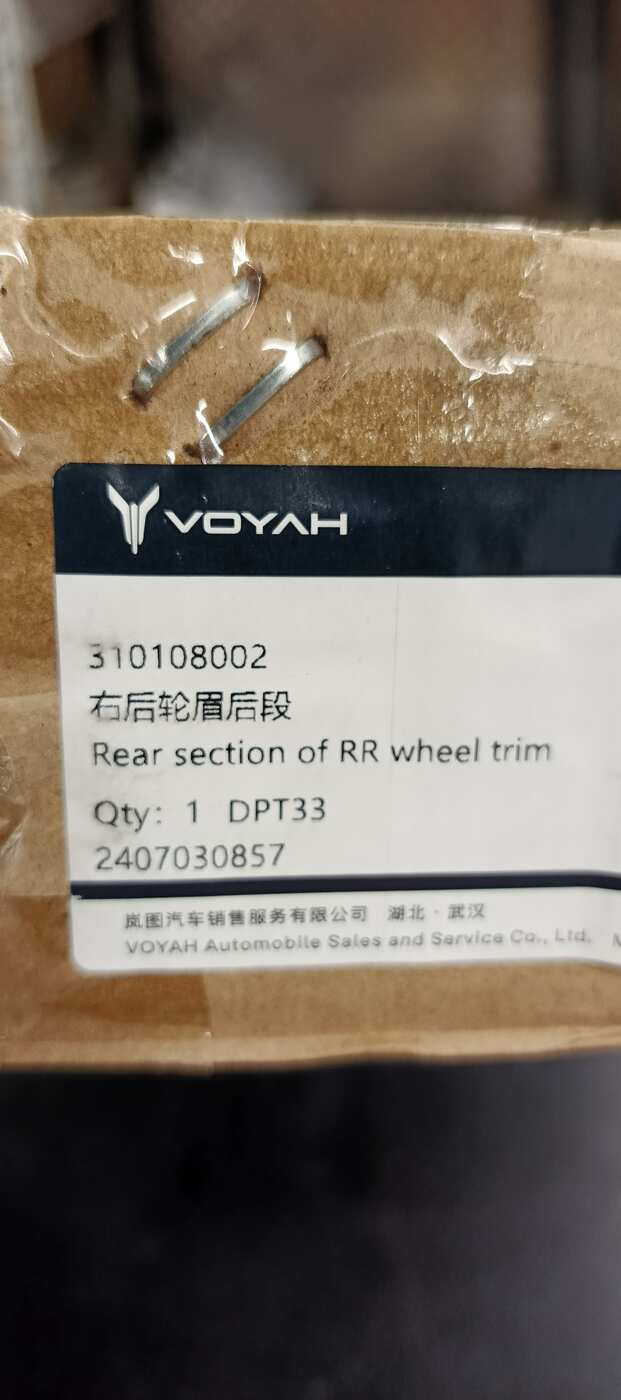 VOYAH
310108002
右后轮眉后段
Rear section of RR wheel trim
Qty: 1 DPT33
2407030857
岚图汽车销售服务有限公司 湖北·武汉
VOYAH Automobile Sales and Service Co., Ltd.